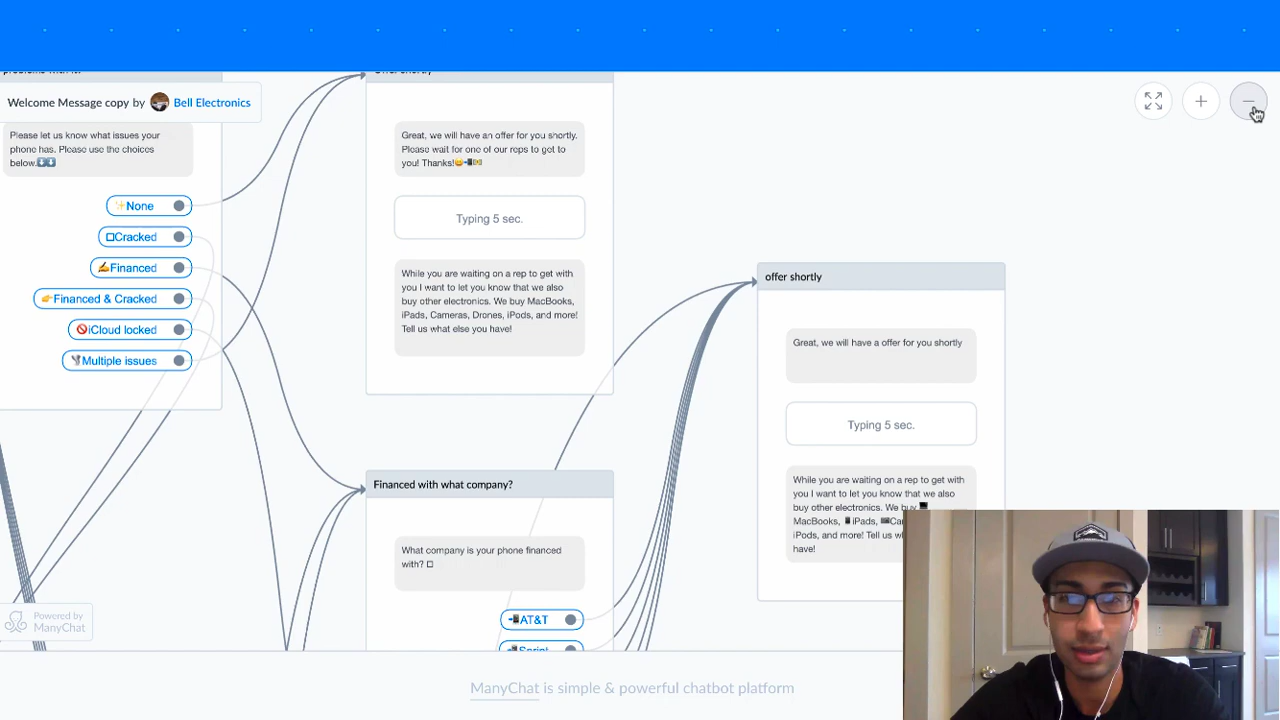 problems with it?
Offer shortly
Welcome Message copy by Bell Electronics
Please let us know what issues your
phone has. Please use the choices
below.⬇️⬇️
✨None
☐Cracked
✍️Financed
👉Financed & Cracked
🚫iCloud locked
Multiple issues
Great, we will have an offer for you shortly.
Please wait for one of our reps to get to
you! Thanks!😀📲💵
Typing 5 sec.
While you are waiting on a rep to get with
you I want to let you know that we also
buy other electronics. We buy MacBooks,
iPads, Cameras, Drones, iPods, and more!
Tell us what else you have!
Financed with what company?
What company is your phone financed
with? ☐
📲AT&T
📲Sprint
offer shortly
Great, we will have a offer for you shortly
Typing 5 sec.
While you are waiting on a rep to get with
you I want to let you know that we also
buy other electronics. We buy
MacBooks, 📱iPads,
iPods, and more! Tell us
have!
Powered by
ManyChat
ManyChat is simple & powerful chatbot platform